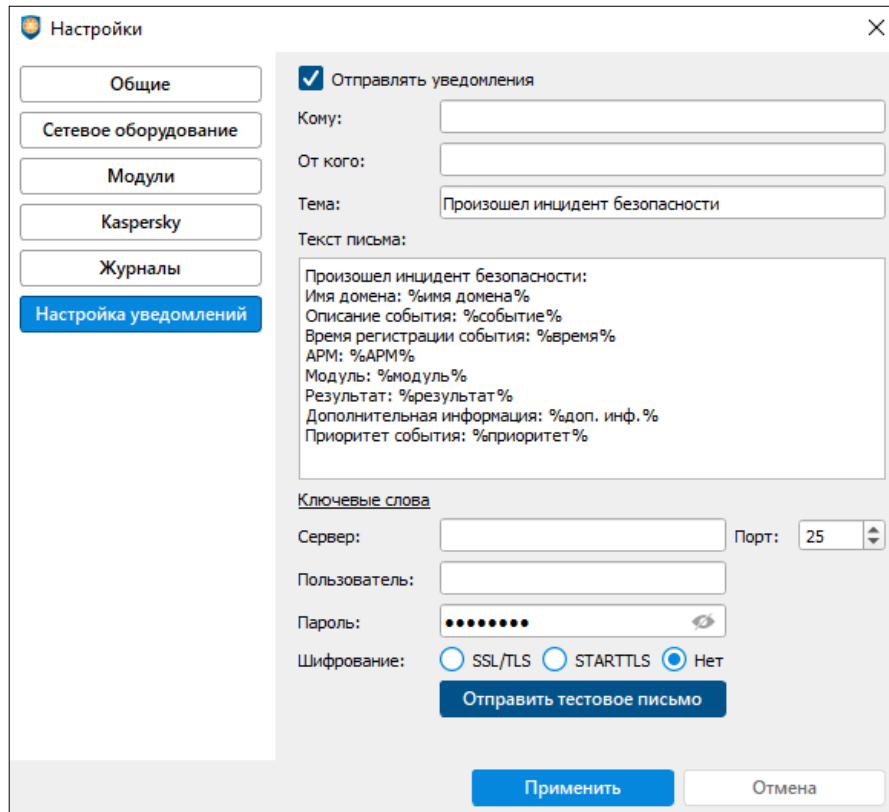 Настройки
Общие
Сетевое оборудование
Модули
Kaspersky
Журналы
Настройка уведомлений
Отправлять уведомления
Кому:
От кого:
Тема: Произошел инцидент безопасности
Текст письма:
Произошел инцидент безопасности:
Имя домена: %имя домена%
Описание события: %событие%
Время регистрации события: %время%
АРМ: %АРМ%
Модуль: %модуль%
Результат: %результат%
Дополнительная информация: %доп. инф.%
Приоритет события: %приоритет%
Ключевые слова
Сервер: Порт: 25
Пользователь:
Пароль: ••••••••
Шифрование: SSL/TLS STARTTLS Нет
Отправить тестовое письмо
Применить Отмена